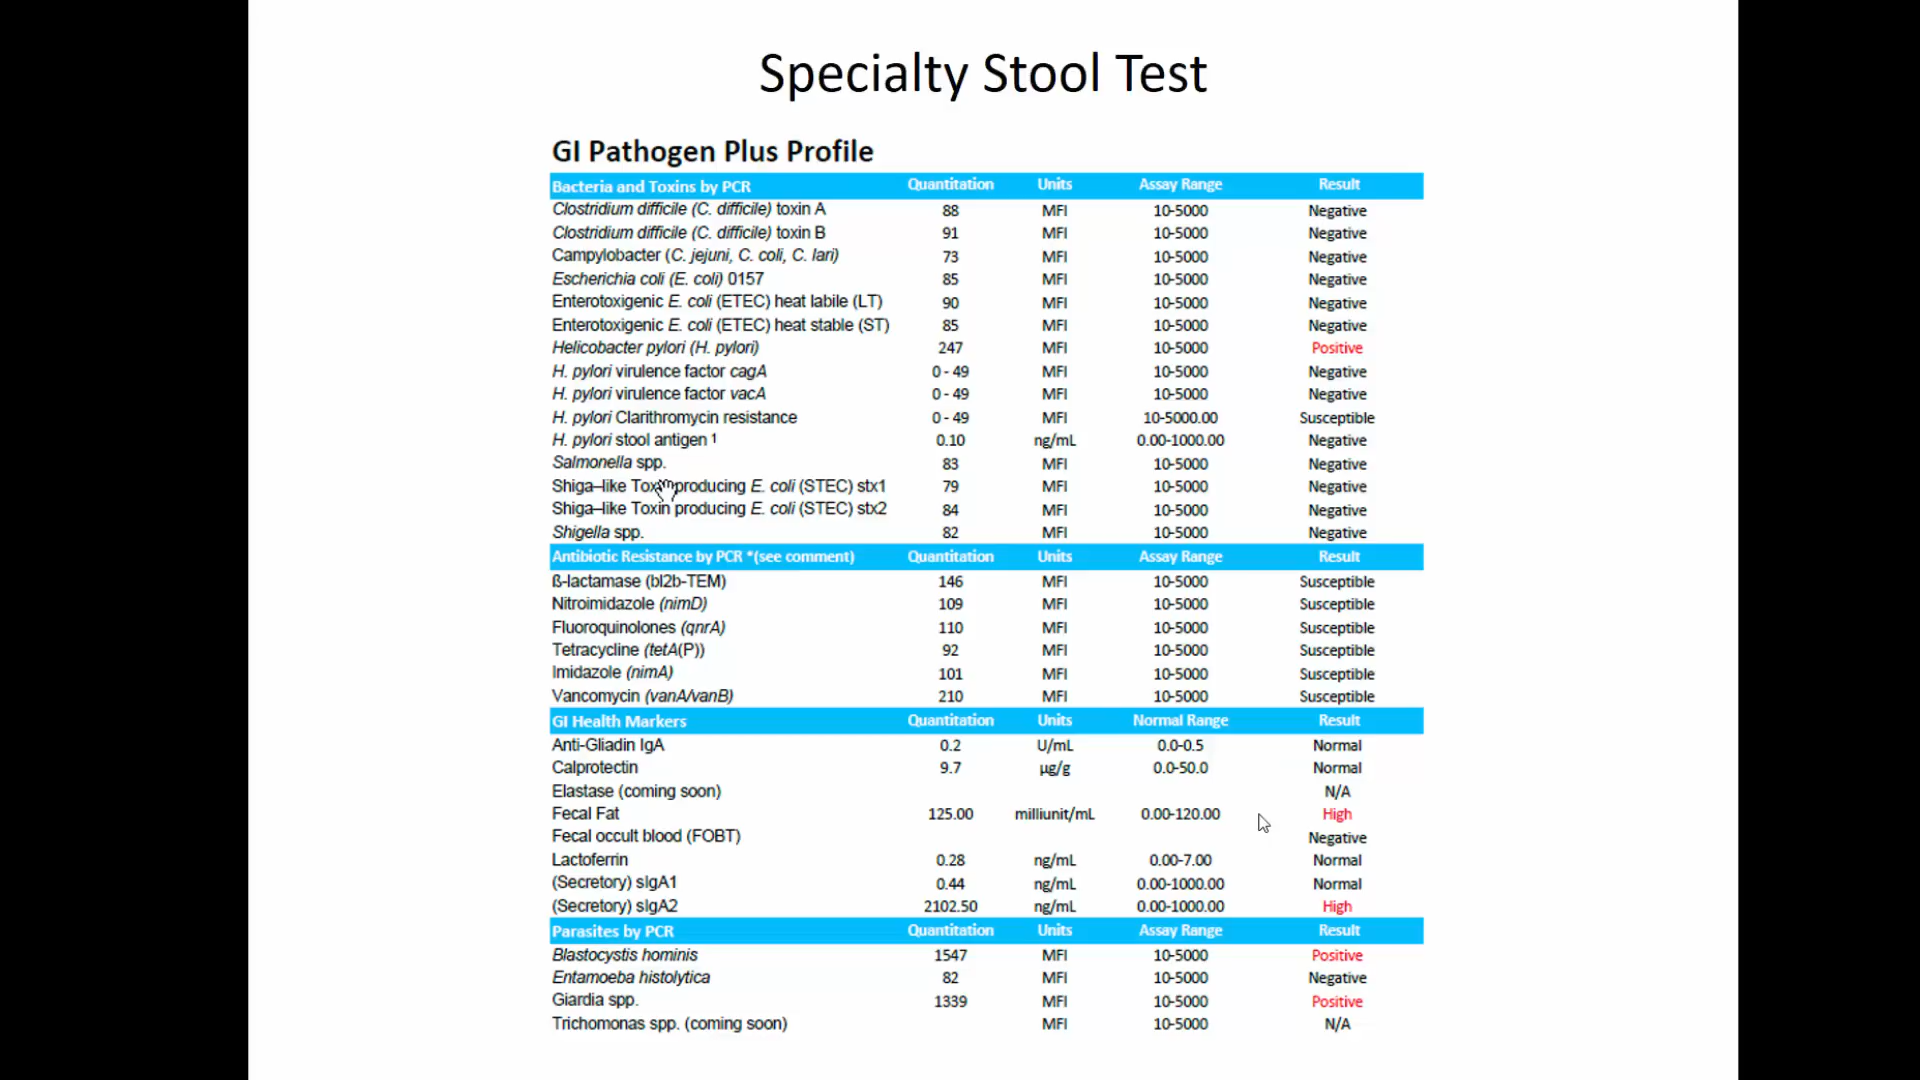 Specialty Stool Test
GI Pathogen Plus Profile
Bacteria and Toxins by PCR Quantitation Units Assay Range Result
Clostridium difficile (C. difficile) toxin A 88 MFI 10-5000 Negative
Clostridium difficile (C. difficile) toxin B 91 MFI 10-5000 Negative
Campylobacter (C. jejuni, C. coli, C. lari) 73 MFI 10-5000 Negative
Escherichia coli (E. coli) 0157 85 MFI 10-5000 Negative
Enterotoxigenic E. coli (ETEC) heat labile (LT) 90 MFI 10-5000 Negative
Enterotoxigenic E. coli (ETEC) heat stable (ST) 85 MFI 10-5000 Negative
Helicobacter pylori (H. pylori) 247 MFI 10-5000 Positive
H. pylori virulence factor cagA 0 - 49 MFI 10-5000 Negative
H. pylori virulence factor vacA 0 - 49 MFI 10-5000 Negative
H. pylori Clarithromycin resistance 0 - 49 MFI 10-5000.00 Susceptible
H. pylori stool antigen 1 0.10 ng/mL 0.00-1000.00 Negative
Salmonella spp. 83 MFI 10-5000 Negative
Shiga–like Toxin producing E. coli (STEC) stx1 79 MFI 10-5000 Negative
Shiga–like Toxin producing E. coli (STEC) stx2 84 MFI 10-5000 Negative
Shigella spp. 82 MFI 10-5000 Negative
Antibiotic Resistance by PCR *(see comment) Quantitation Units Assay Range Result
ß-lactamase (bl2b-TEM) 146 MFI 10-5000 Susceptible
Nitroimidazole (nimD) 109 MFI 10-5000 Susceptible
Fluoroquinolones (qnrA) 110 MFI 10-5000 Susceptible
Tetracycline (tetA(P)) 92 MFI 10-5000 Susceptible
Imidazole (nimA) 101 MFI 10-5000 Susceptible
Vancomycin (vanA/vanB) 210 MFI 10-5000 Susceptible
GI Health Markers Quantitation Units Normal Range Result
Anti-Gliadin IgA 0.2 U/mL 0.0-0.5 Normal
Calprotectin 9.7 µg/g 0.0-50.0 Normal
Elastase (coming soon) N/A
Fecal Fat 125.00 milliunit/mL 0.00-120.00 High
Fecal occult blood (FOBT) Negative
Lactoferrin 0.28 ng/mL 0.00-7.00 Normal
(Secretory) sIgA1 0.44 ng/mL 0.00-1000.00 Normal
(Secretory) sIgA2 2102.50 ng/mL 0.00-1000.00 High
Parasites by PCR Quantitation Units Assay Range Result
Blastocystis hominis 1547 MFI 10-5000 Positive
Entamoeba histolytica 82 MFI 10-5000 Negative
Giardia spp. 1339 MFI 10-5000 Positive
Trichomonas spp. (coming soon) MFI 10-5000 N/A